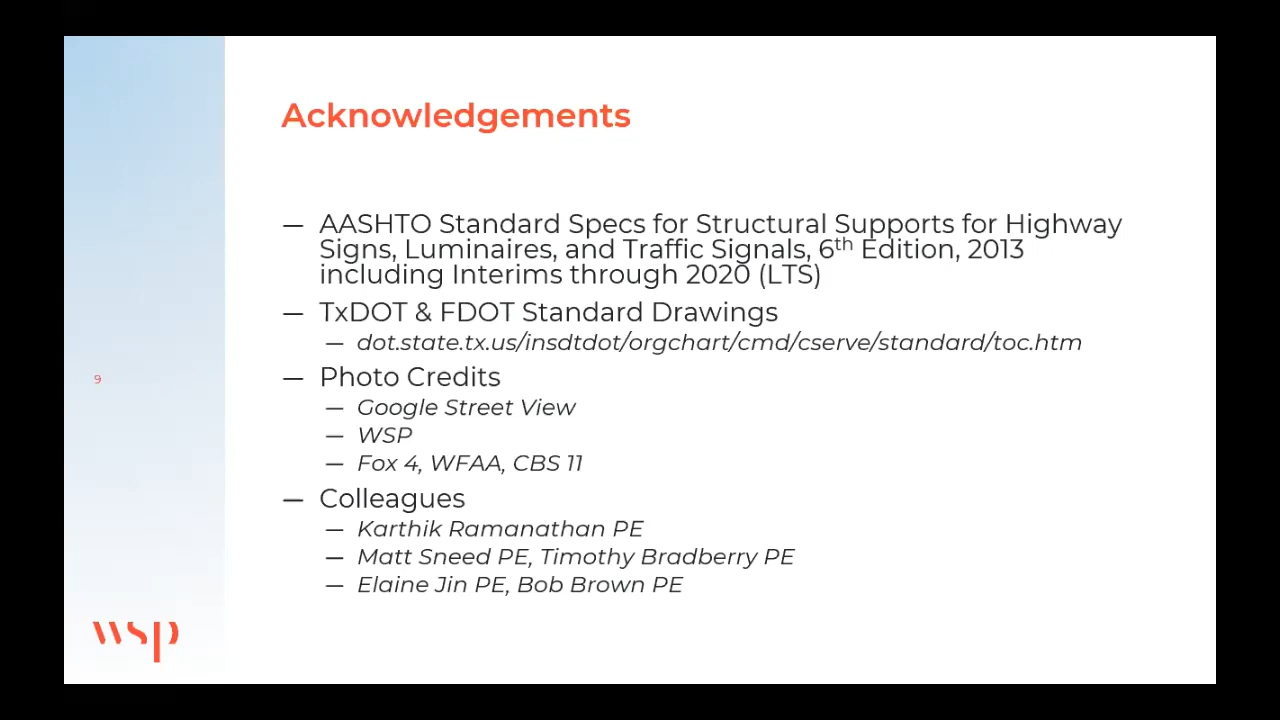 Acknowledgements
— AASHTO Standard Specs for Structural Supports for Highway
Signs, Luminaires, and Traffic Signals, 6th Edition, 2013
including Interims through 2020 (LTS)
— TxDOT & FDOT Standard Drawings
— dot.state.tx.us/insdtdot/orgchart/cmd/cserve/standard/toc.htm
— Photo Credits
— Google Street View
— WSP
— Fox 4, WFAA, CBS 11
— Colleagues
— Karthik Ramanathan PE
— Matt Sneed PE, Timothy Bradberry PE
— Elaine Jin PE, Bob Brown PE
9
wsp